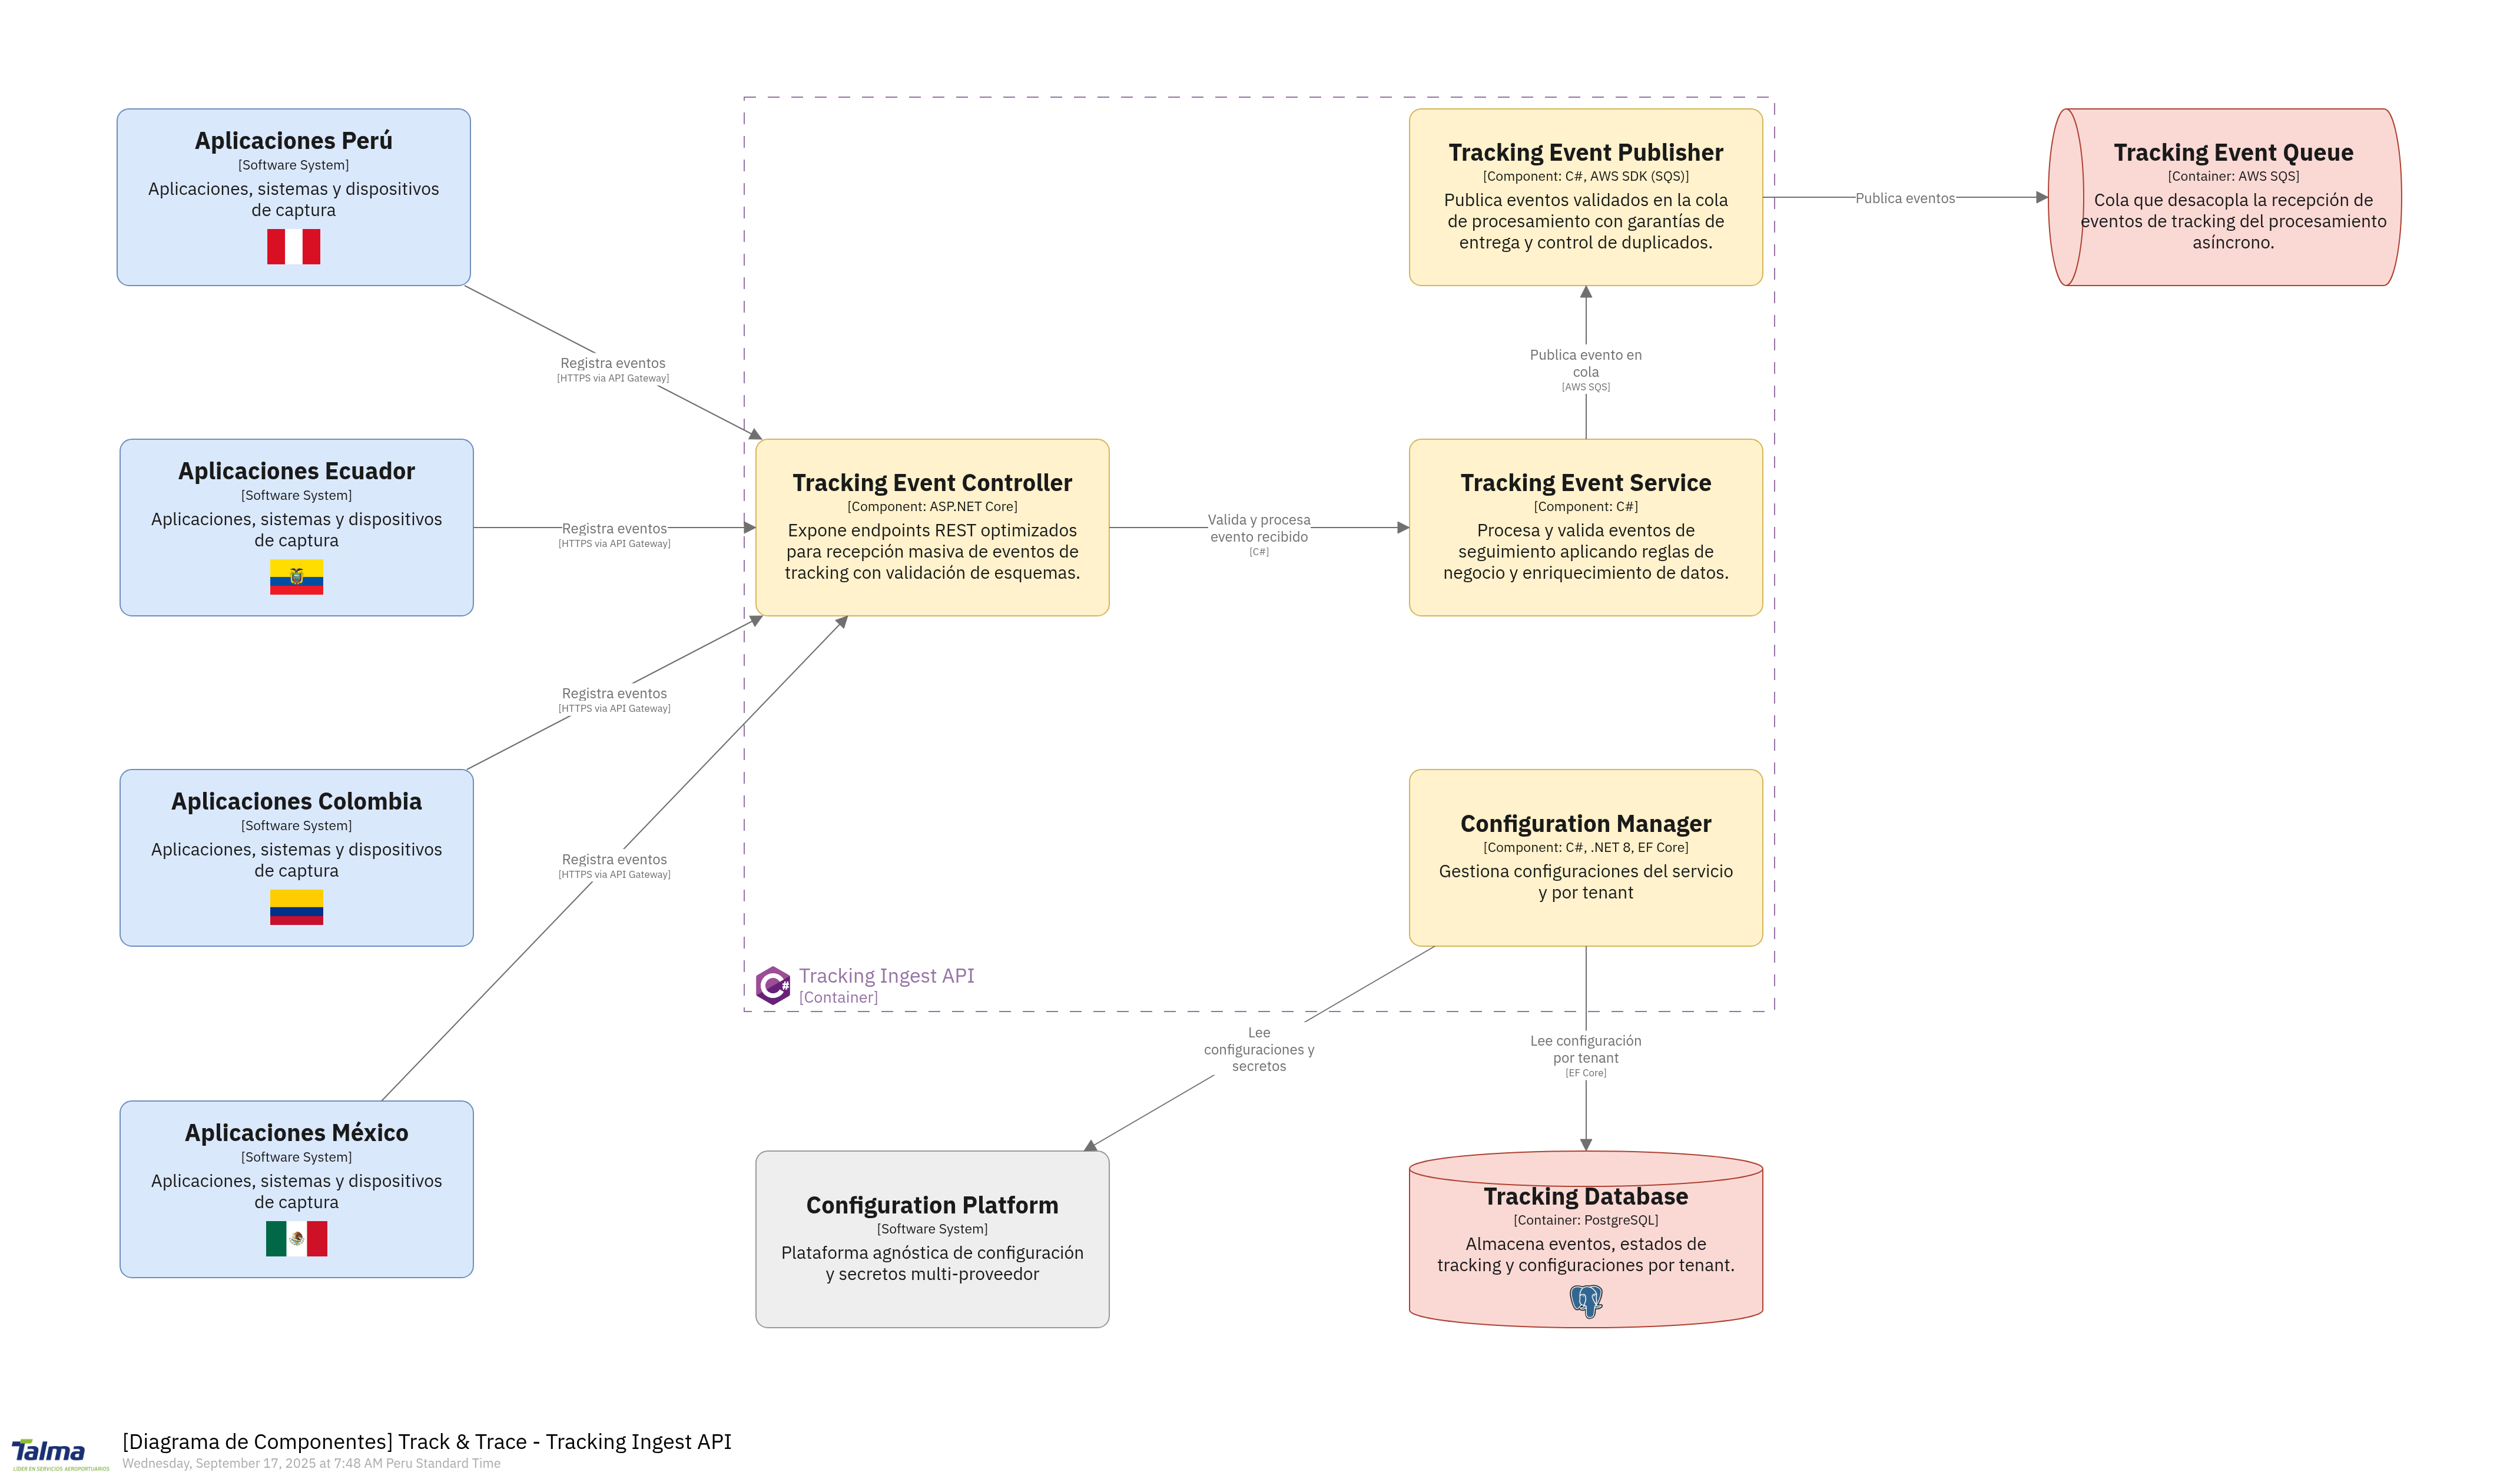 Aplicaciones Perú
[Software System]
Aplicaciones, sistemas y dispositivos
de captura
Registra eventos
[HTTPS via API Gateway]
Aplicaciones Ecuador
[Software System]
Aplicaciones, sistemas y dispositivos
de captura
Registra eventos
[HTTPS via API Gateway]
Aplicaciones Colombia
[Software System]
Aplicaciones, sistemas y dispositivos
de captura
Registra eventos
[HTTPS via API Gateway]
Aplicaciones México
[Software System]
Aplicaciones, sistemas y dispositivos
de captura
Registra eventos
[HTTPS via API Gateway]
Tracking Event Controller
[Component: ASP.NET Core]
Expone endpoints REST optimizados
para recepción masiva de eventos de
tracking con validación de esquemas.
Valida y procesa
evento recibido
[C#]
Tracking Event Service
[Component: C#]
Procesa y valida eventos de
seguimiento aplicando reglas de
negocio y enriquecimiento de datos.
Publica evento en
cola
[AWS SQS]
Tracking Event Publisher
[Component: C#, AWS SDK (SQS)]
Publica eventos validados en la cola
de procesamiento con garantías de
entrega y control de duplicados.
Publica eventos
Tracking Event Queue
[Container: AWS SQS]
Cola que desacopla la recepción de
eventos de tracking del procesamiento
asíncrono.
Configuration Manager
[Component: C#, .NET 8, EF Core]
Gestiona configuraciones del servicio
y por tenant
C#
Tracking Ingest API
[Container]
Lee
configuraciones y
secretos
Lee configuración
por tenant
[EF Core]
Configuration Platform
[Software System]
Plataforma agnóstica de configuración
y secretos multi-proveedor
Tracking Database
[Container: PostgreSQL]
Almacena eventos, estados de
tracking y configuraciones por tenant.
Talma
LÍDER EN SERVICIOS AEROPORTUARIOS
[Diagrama de Componentes] Track & Trace - Tracking Ingest API
Wednesday, September 17, 2025 at 7:48 AM Peru Standard Time